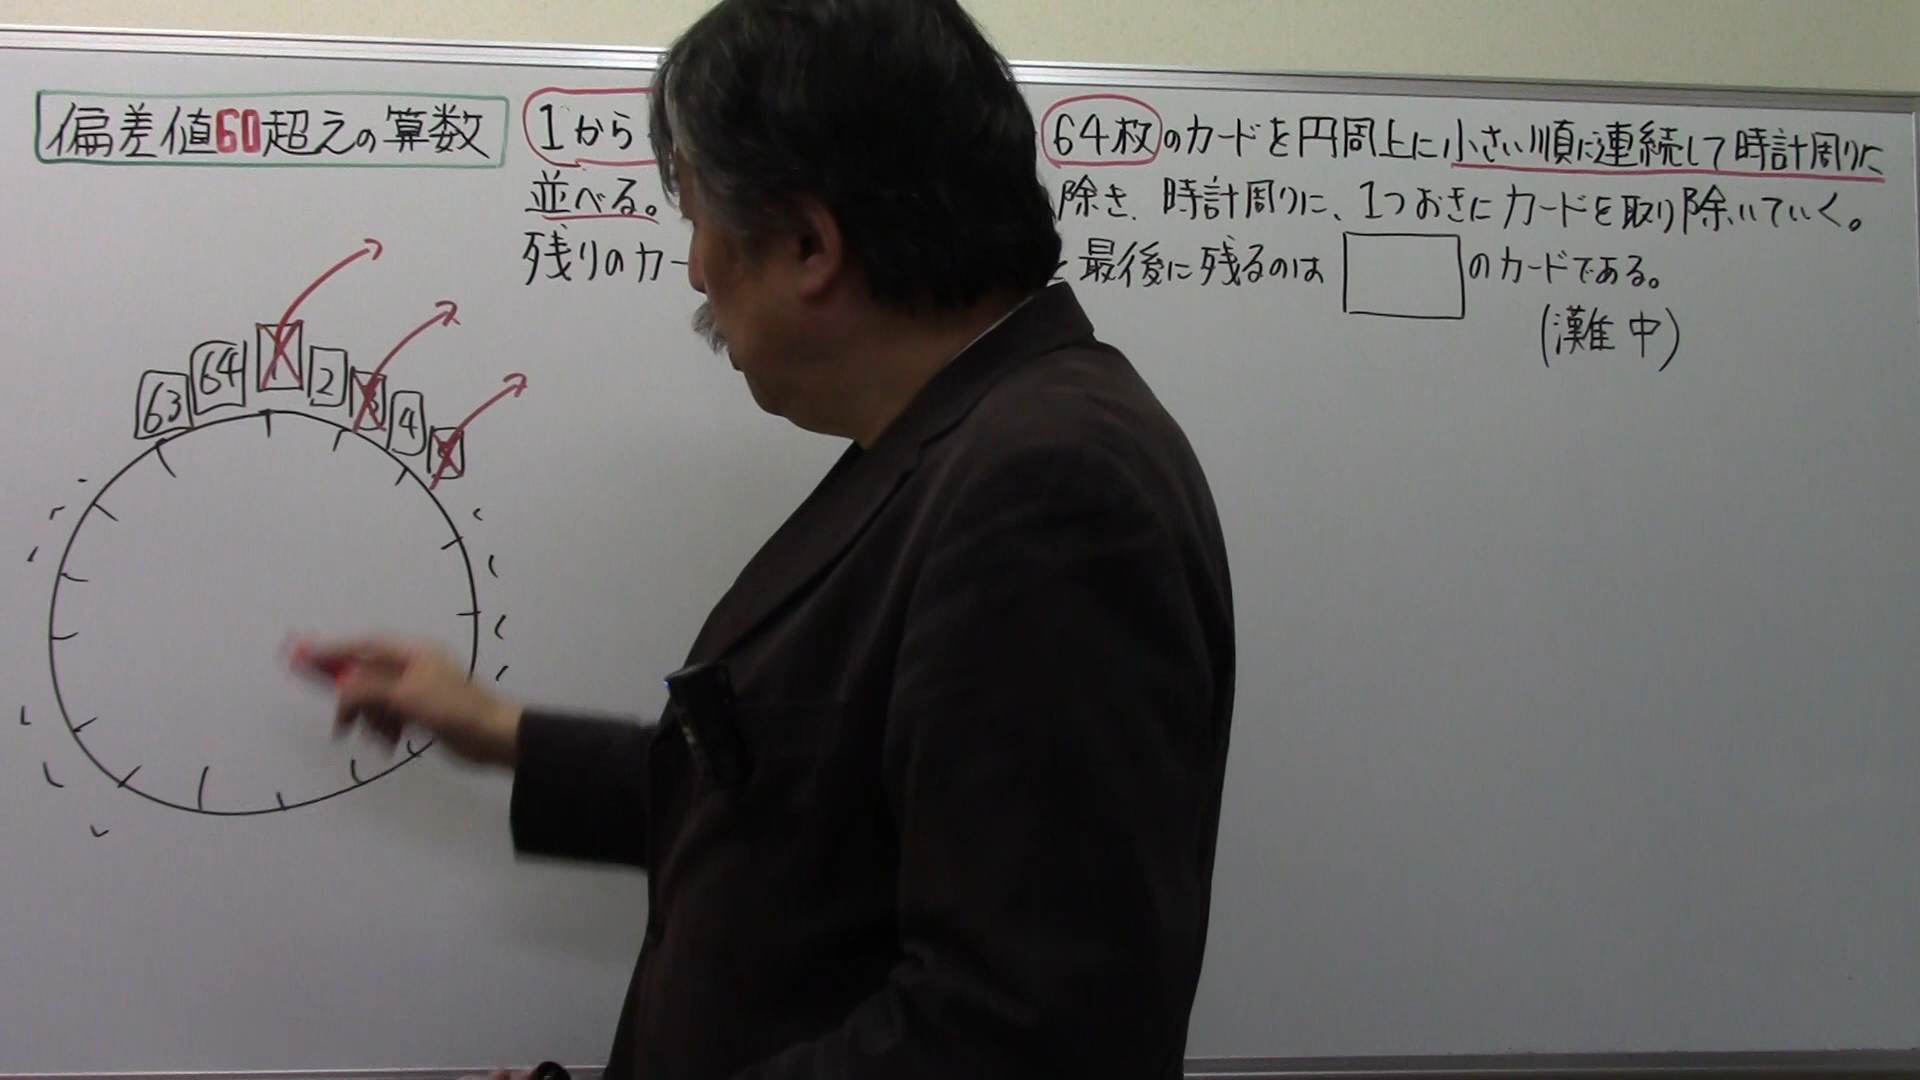 偏差値60超えの算数
1から
64枚のカードを円周上に小さい順に連続して時計周りに
並べる。
除き、時計周りに、1つおきにカードを取り除いていく。
残りのカー
最後に残るのは
のカードである。
(灘中)
63 64 1 2 3 4